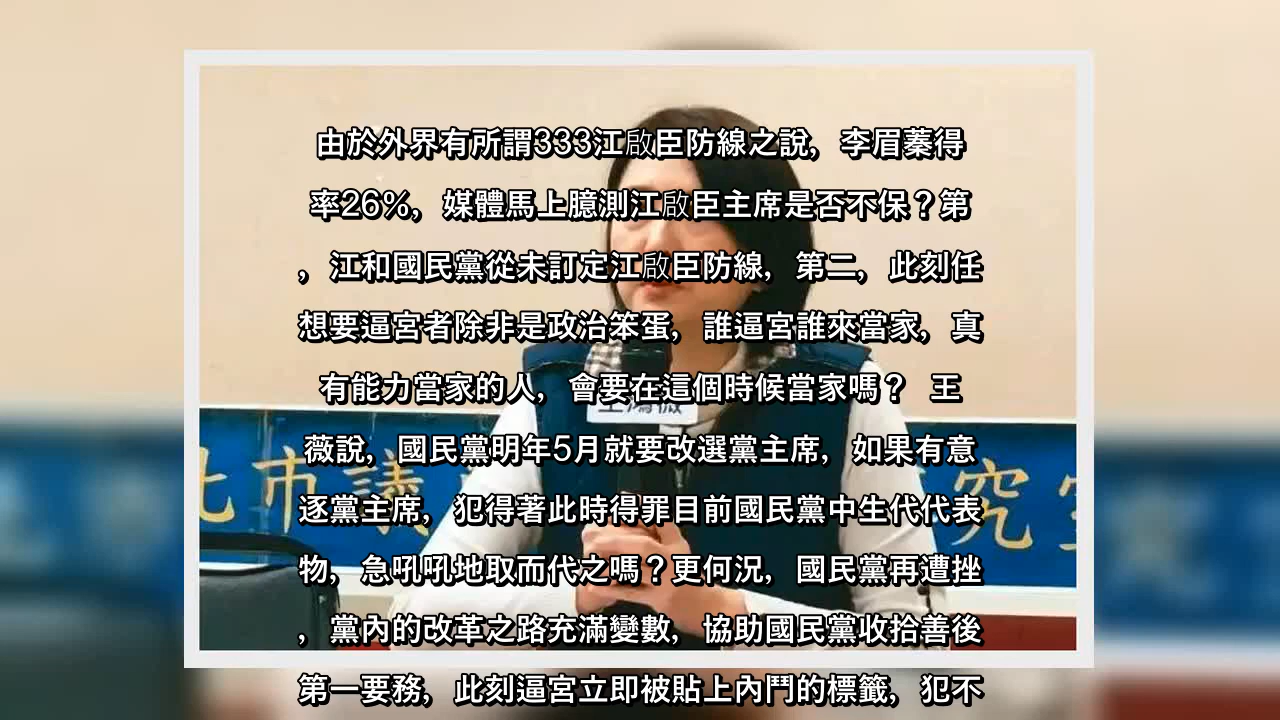 由於外界有所謂333江啟臣防線之說，李眉蓁得
率26%，媒體馬上臆測江啟臣主席是否不保？第
，江和國民黨從未訂定江啟臣防線，第二，此刻任
想要逼宮者除非是政治笨蛋，誰逼宮誰來當家，真
有能力當家的人，會要在這個時候當家嗎？ 王
薇說，國民黨明年5月就要改選黨主席，如果有意
逐黨主席，犯得著此時得罪目前國民黨中生代代表
物，急吼吼地取而代之嗎？更何況，國民黨再遭挫
，黨內的改革之路充滿變數，協助國民黨收拾善後
第一要務，此刻逼宮立即被貼上內鬥的標籤，犯不
北市議
究室